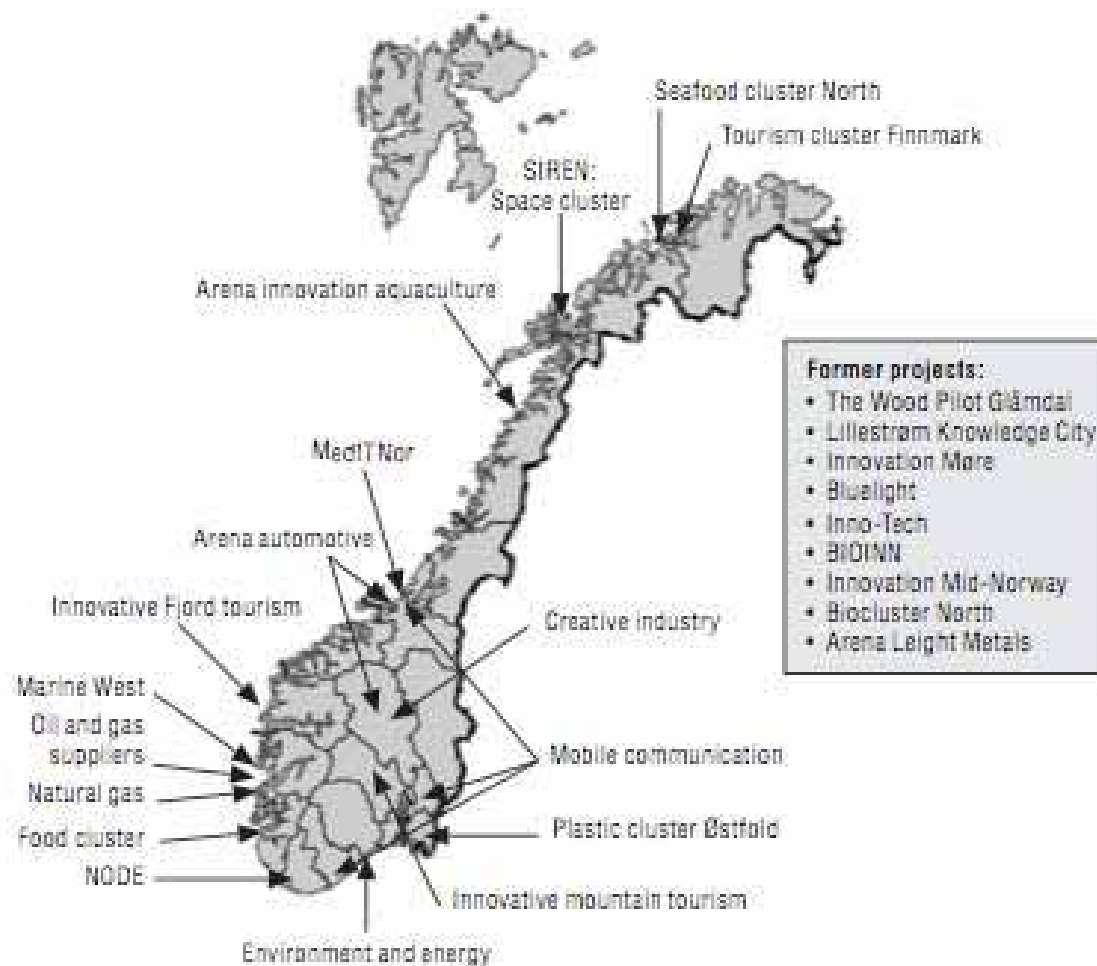 Seafood cluster North
Tourism cluster Finnmark
SIREN:
Space cluster
Arena innovation aquaculture
MedITNor
Arena automotive
Innovative Fjord tourism
Creative industry
Marine West
Oil and gas
suppliers
Natural gas
Food cluster
NODE
Mobile communication
Plastic cluster Østfold
Innovative mountain tourism
Environment and energy
Former projects:
• The Wood Pilot Glåmdal
• Lillestrøm Knowledge City
• Innovation Møre
• Bluelight
• Inno-Tech
• BIOINN
• Innovation Mid-Norway
• Biocluster North
• Arena Leight Metals